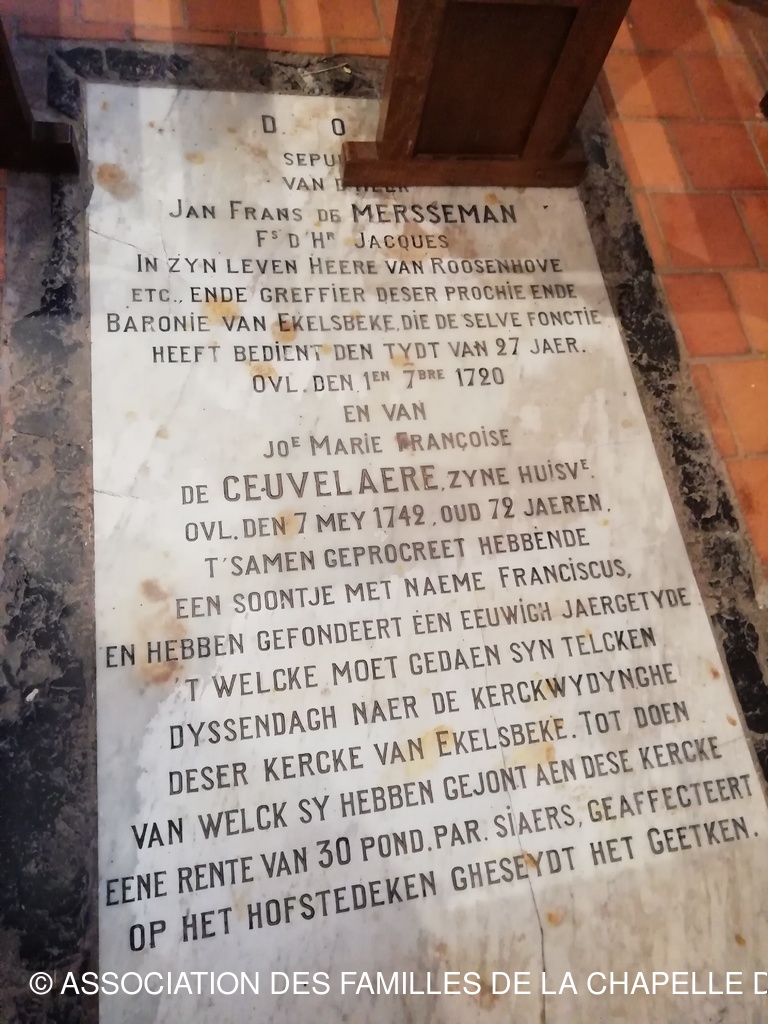 D. O
SEPU
VAN D'HEER
JAN FRANS DE MERSSEMAN
Fˢ D'Hᴿ JACQUES
IN ZYN LEVEN HEERE VAN ROOSENHOVE
ETC., ENDE GREFFIER DESER PROCHIE ENDE
BARONIE VAN EKELSBEKE, DIE DE SELVE FONCTIE
HEEFT BEDIENT DEN TYDT VAN 27 JAER.
OVL. DEN 1ᴱᴺ 7ᴮᴿᴱ 1720
EN VAN
JOᴱ MARIE FRANÇOISE
DE CEUVELAERE, ZYNE HUISVᴱ.
OVL. DEN 7 MEY 1742, OUD 72 JAEREN.
T'SAMEN GEPROCREET HEBBENDE
EEN SOONTJE MET NAEME FRANCISCUS,
EN HEBBEN GEFONDEERT EEN EEUWIGH JAERGETYDE
'T WELCKE MOET GEDAEN SYN TELCKEN
DYSSENDAGH NAER DE KERCKWYDYNGHE
DESER KERCKE VAN EKELSBEKE. TOT DOEN
VAN WELCK SY HEBBEN GEJONT AEN DESE KERCKE
EENE RENTE VAN 30 POND. PAR. SIAERS, GEAFFECTEERT
OP HET HOFSTEDEKEN GHESEYDT HET GEETKEN.
© ASSOCIATION DES FAMILLES DE LA CHAPELLE D